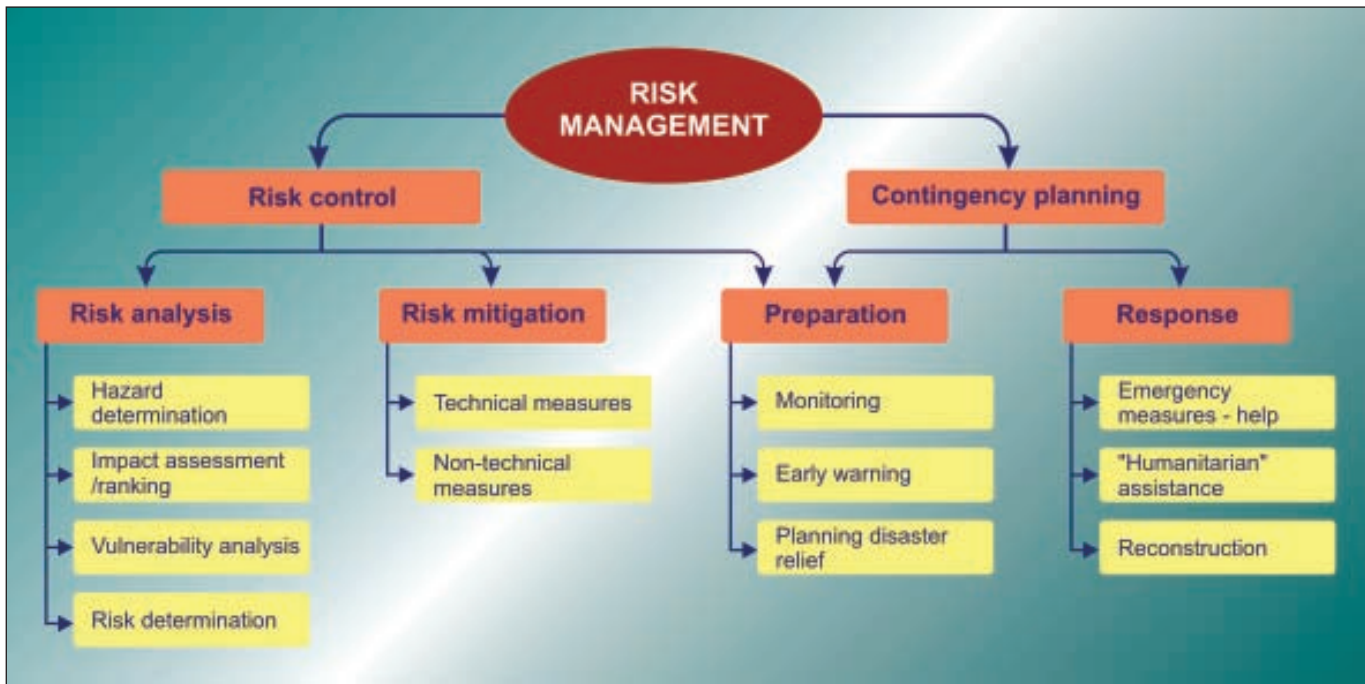 RISK
MANAGEMENT
Risk control
Contingency planning
Risk analysis
Risk mitigation
Preparation
Response
Hazard
determination
Impact assessment
/ranking
Vulnerability analysis
Risk determination
Technical measures
Non-technical
measures
Monitoring
Early warning
Planning disaster
relief
Emergency
measures - help
"Humanitarian"
assistance
Reconstruction